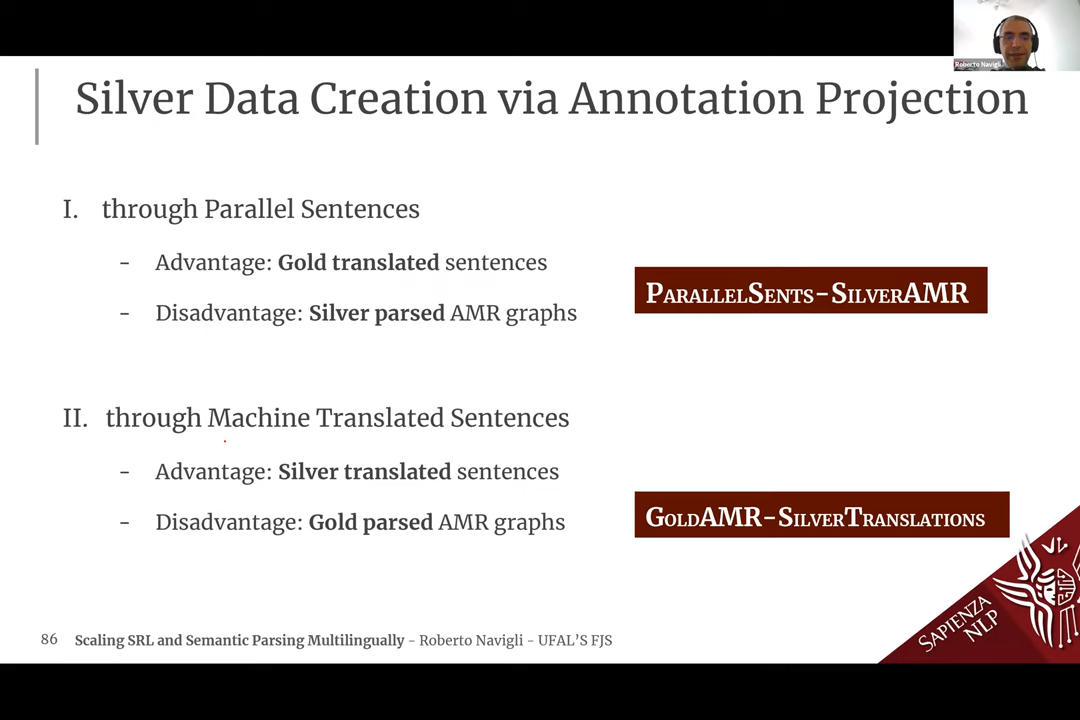 Roberto Navigli
Silver Data Creation via Annotation Projection
I. through Parallel Sentences
- Advantage: Gold translated sentences
- Disadvantage: Silver parsed AMR graphs
PARALLELSENTS-SILVERAMR
II. through Machine Translated Sentences
- Advantage: Silver translated sentences
- Disadvantage: Gold parsed AMR graphs
GOLDAMR-SILVERTRANSLATIONS
SAPIENZA
NLP
86 Scaling SRL and Semantic Parsing Multilingually - Roberto Navigli - UFAL'S FJS